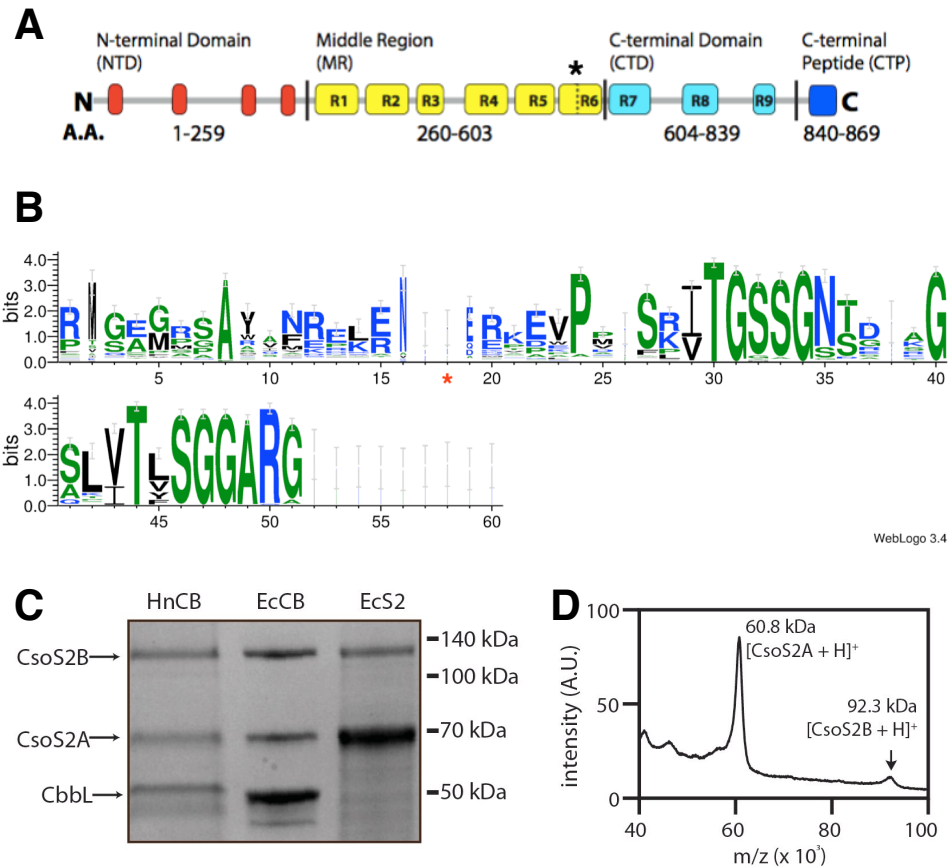 A
N-terminal Domain (NTD)
Middle Region (MR)
C-terminal Domain (CTD)
C-terminal Peptide (CTP)
*
N R1 R2 R3 R4 R5 R6 R7 R8 R9 C
A.A. 1-259 260-603 604-839 840-869
B
bits
4.0
3.0
2.0
1.0
0.0
5 10 15 * 20 25 30 35 40
bits
4.0
3.0
2.0
1.0
0.0
45 50 55 60
WebLogo 3.4
C
HnCB EcCB EcS2
CsoS2B
CsoS2A
CbbL
140 kDa
100 kDa
70 kDa
50 kDa
D
intensity (A.U.)
100
50
0
60.8 kDa
[CsoS2A + H]⁺
92.3 kDa
[CsoS2B + H]⁺
40 60 80 100
m/z (x 10³)